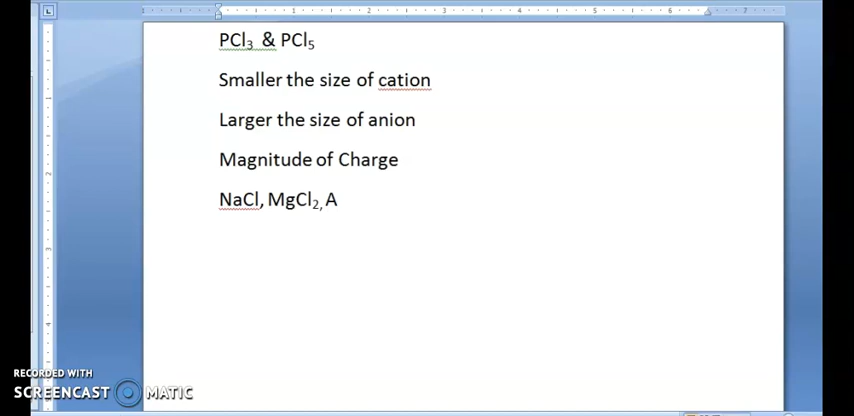 PCl₃ & PCl₅
Smaller the size of cation
Larger the size of anion
Magnitude of Charge
NaCl, MgCl₂, A
RECORDED WITH
SCREENCAST MATIC